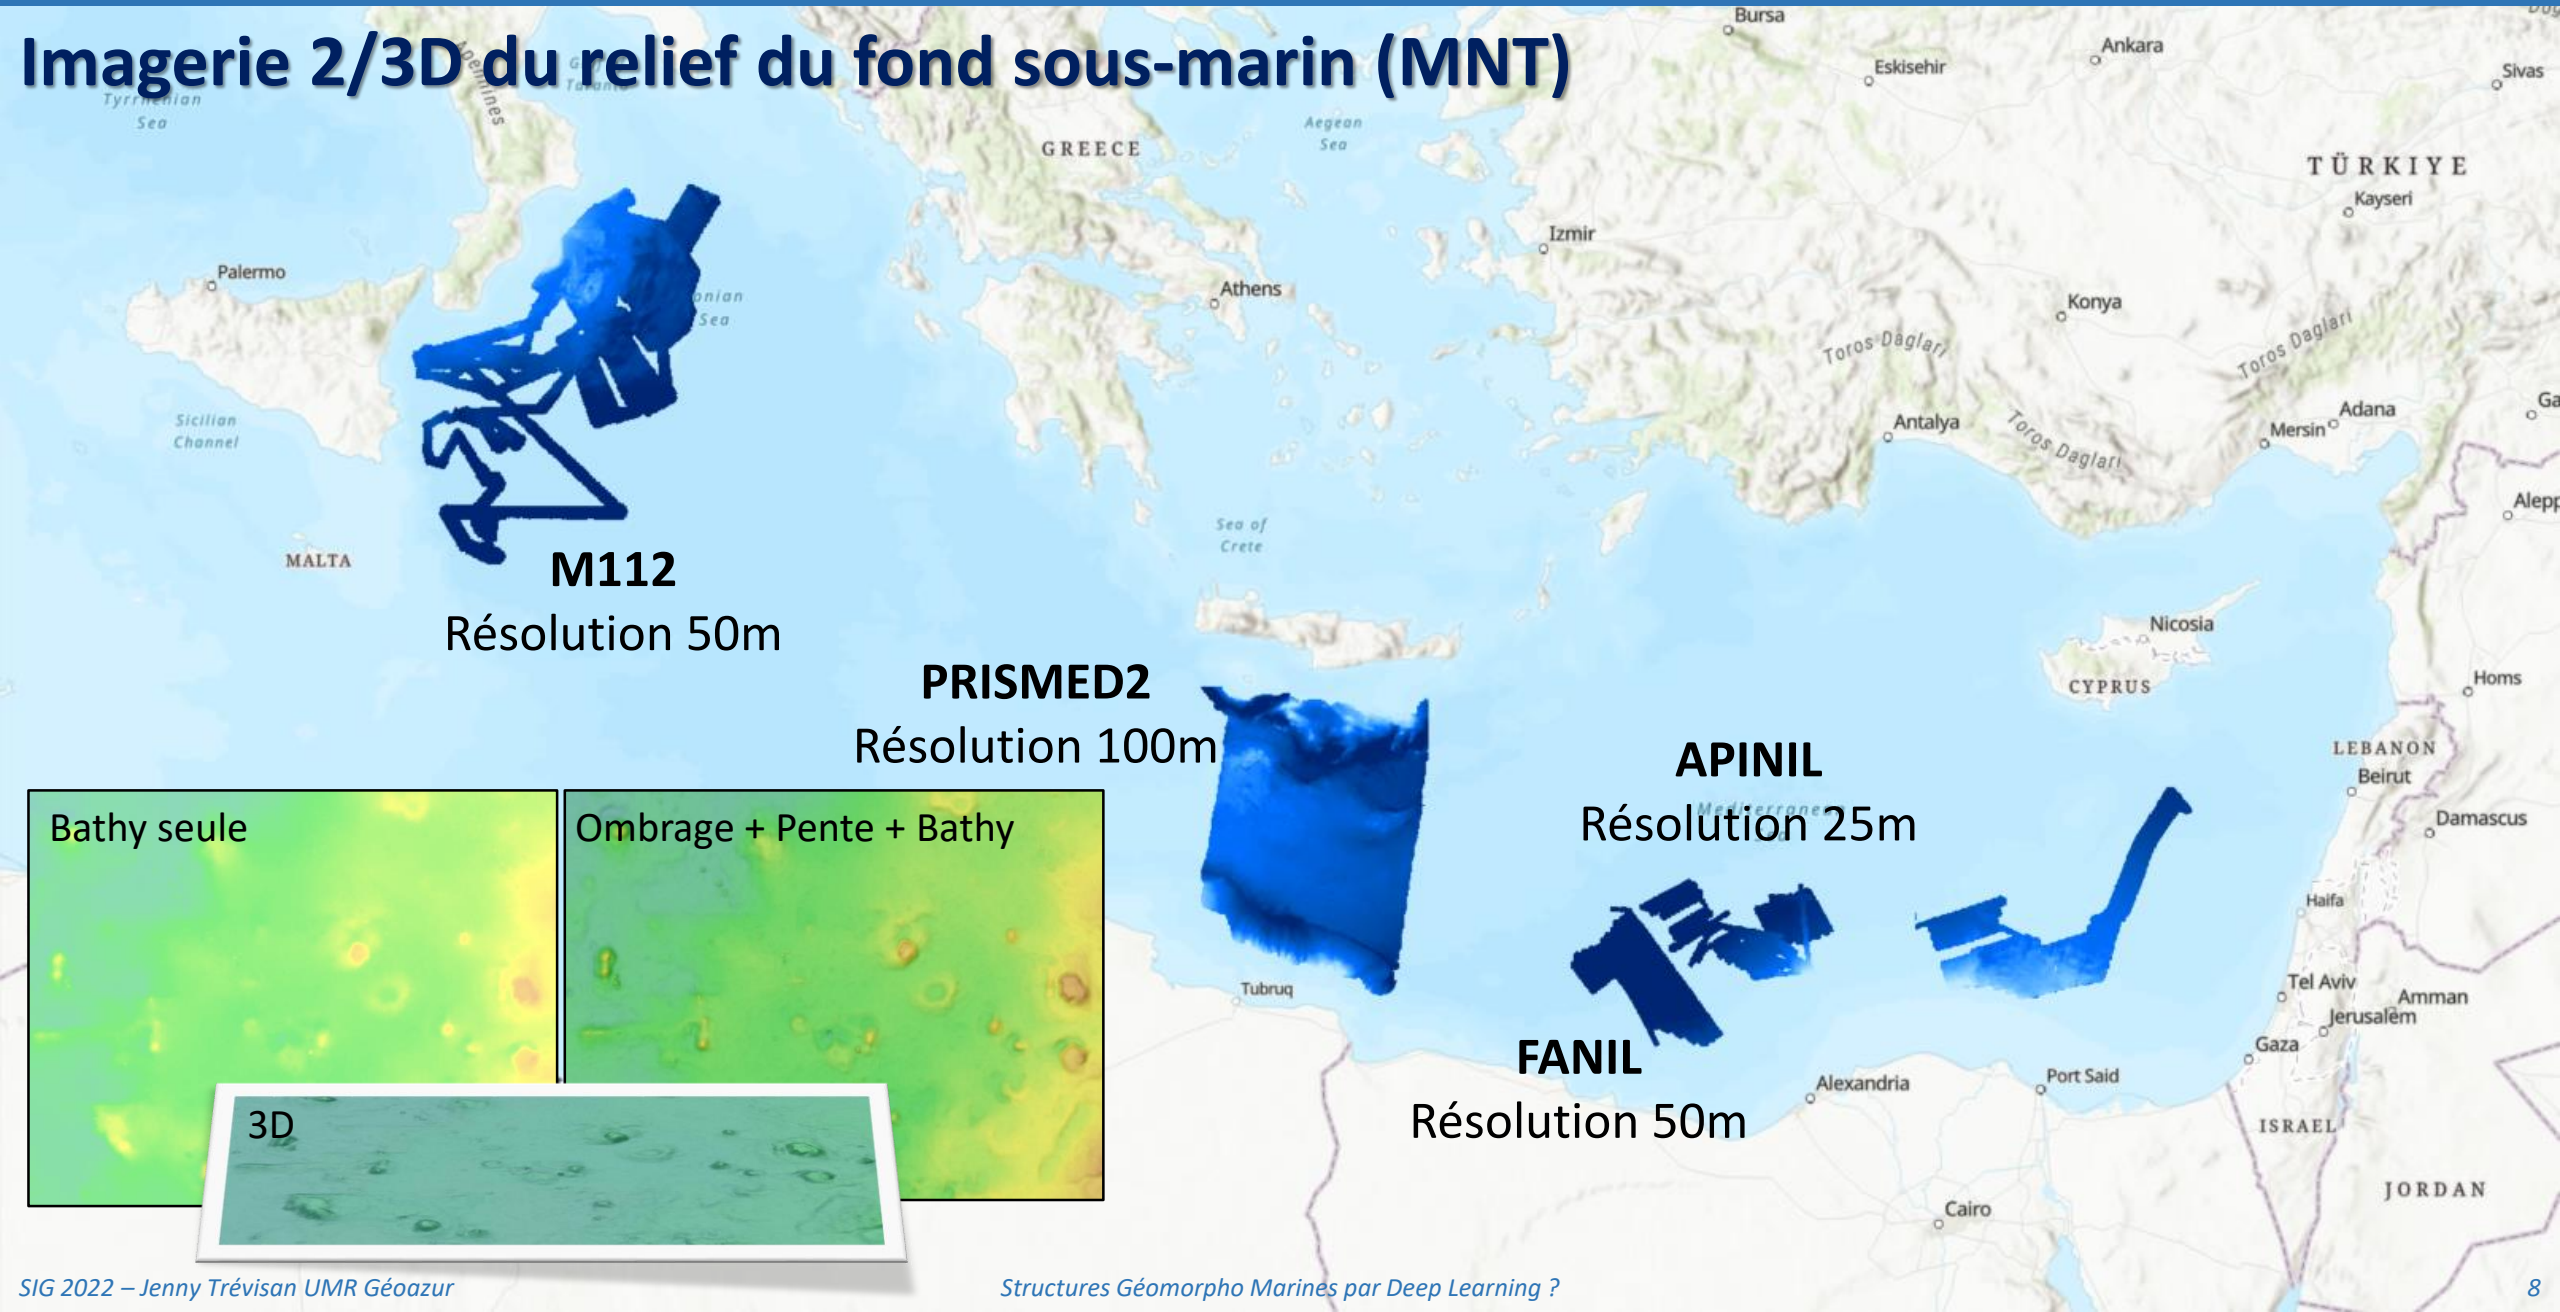 Imagerie 2/3D du relief du fond sous-marin (MNT)
Bursa
Ankara
Eskisehir
Sivas
Apennines
Tyrrhenian
Sea
Aegean
Sea
GREECE
TÜRKIYE
Kayseri
Izmir
Palermo
Athens
Sea
Konya
Toros Daglari
Toros Daglari
Toros Daglari
Antalya
Adana
Mersin
Sicilian
Channel
Sea of
Crete
MALTA
M112
Résolution 50m
Nicosia
CYPRUS
Homs
PRISMED2
Résolution 100m
APINIL
Résolution 25m
LEBANON
Beirut
Damascus
Bathy seule
Ombrage + Pente + Bathy
Haifa
Tubruq
Tel Aviv
Amman
Jerusalem
Gaza
FANIL
Résolution 50m
Alexandria
Port Said
3D
ISRAEL
JORDAN
Cairo
SIG 2022 – Jenny Trévisan UMR Géoazur
Structures Géomorpho Marines par Deep Learning ?
8